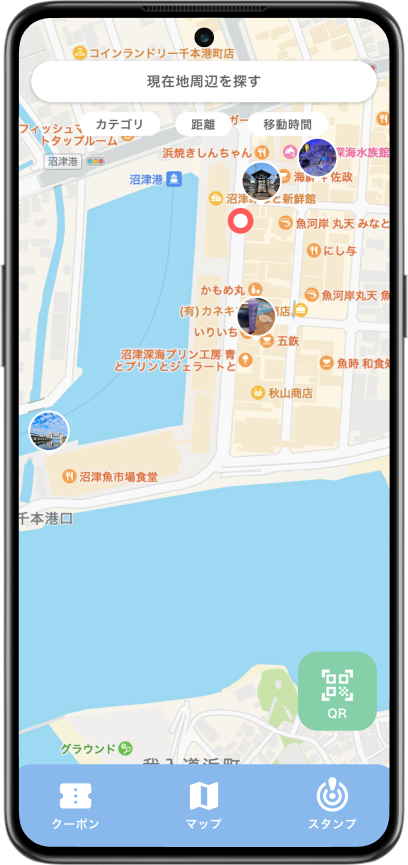 コインランドリー千本港町店
現在地周辺を探す
カテゴリ
距離
移動時間
フィッシュマ
トタップルーム
沼津港
浜焼きしんちゃん
深海水族館
沼津港
海鮮
佐政
沼津
と新鮮館
魚河岸 丸天 みなと
にし与
かもめ丸
魚河岸丸天 魚
(有) カネキ
店
いりいち
五鉄
沼津深海プリン工房 青
とプリンとジェラートと
魚時 和食処
秋山商店
沼津魚市場食堂
千本港口
QR
グラウンド
我入道浜町
クーポン
マップ
スタンプ